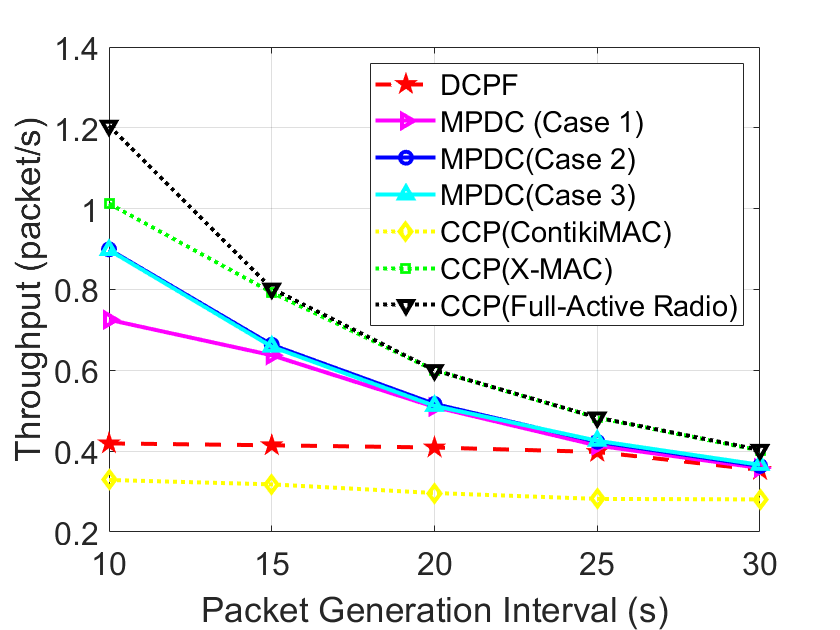 1.4
1.2
1
0.8
0.6
0.4
0.2
Throughput (packet/s)
DCPF
MPDC (Case 1)
MPDC(Case 2)
MPDC(Case 3)
CCP(ContikiMAC)
CCP(X-MAC)
CCP(Full-Active Radio)
10 15 20 25 30
Packet Generation Interval (s)